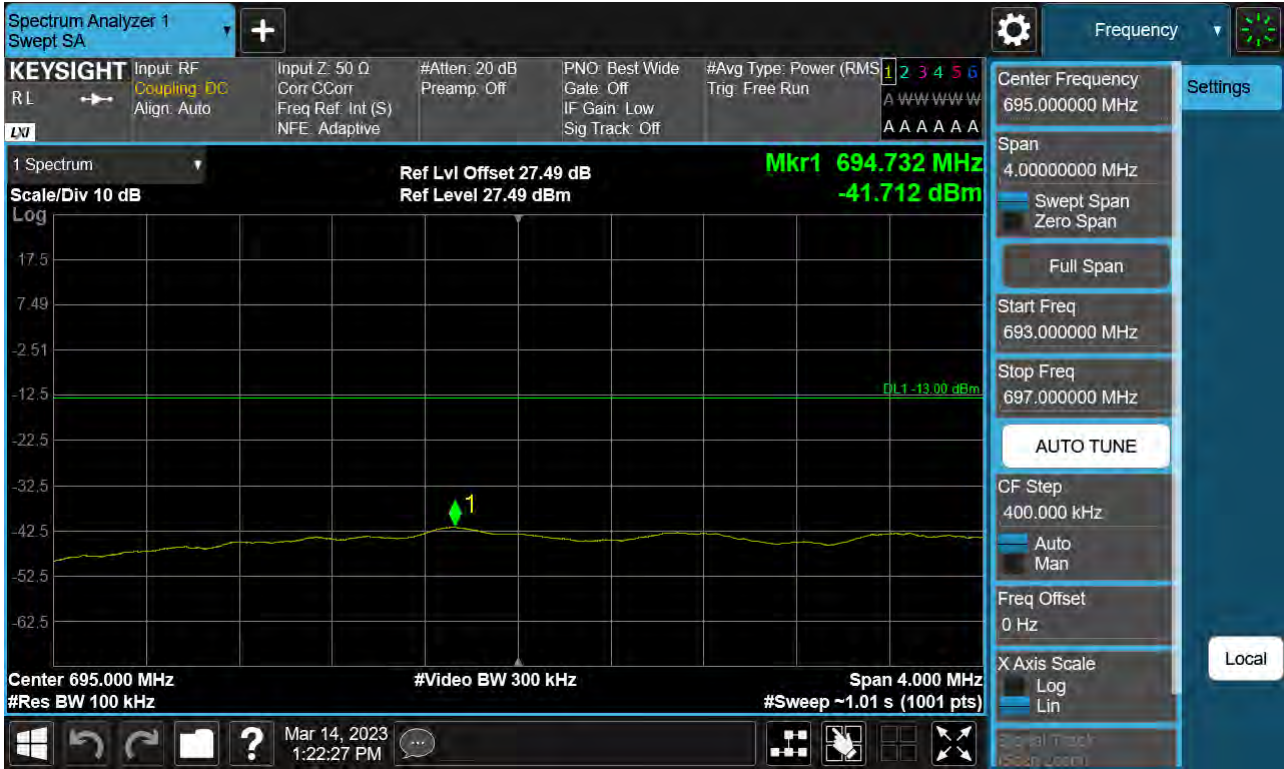 Spectrum Analyzer 1
Swept SA
Frequency
KEYSIGHT
RL
LXI
Input: RF
Coupling: DC
Align: Auto
Input Z: 50 Ω
Corr CCorr
Freq Ref: Int (S)
NFE: Adaptive
#Atten: 20 dB
Preamp: Off
PNO: Best Wide
Gate: Off
IF Gain: Low
Sig Track: Off
#Avg Type: Power (RMS
Trig: Free Run
1 2 3 4 5 6
A W W W W W
A A A A A A
Center Frequency
695.000000 MHz
Settings
Span
4.00000000 MHz
Swept Span
Zero Span
Full Span
Start Freq
693.000000 MHz
Stop Freq
697.000000 MHz
AUTO TUNE
CF Step
400.000 kHz
Auto
Man
Freq Offset
0 Hz
X Axis Scale
Log
Lin
Local
1 Spectrum
Scale/Div 10 dB
Log
Ref Lvl Offset 27.49 dB
Ref Level 27.49 dBm
Mkr1 694.732 MHz
-41.712 dBm
17.5
7.49
-2.51
-12.5
DL1 -13.00 dBm
-22.5
-32.5
1
-42.5
-52.5
-62.5
Center 695.000 MHz
#Video BW 300 kHz
Span 4.000 MHz
#Res BW 100 kHz
#Sweep ~1.01 s (1001 pts)
?
Mar 14, 2023
1:22:27 PM